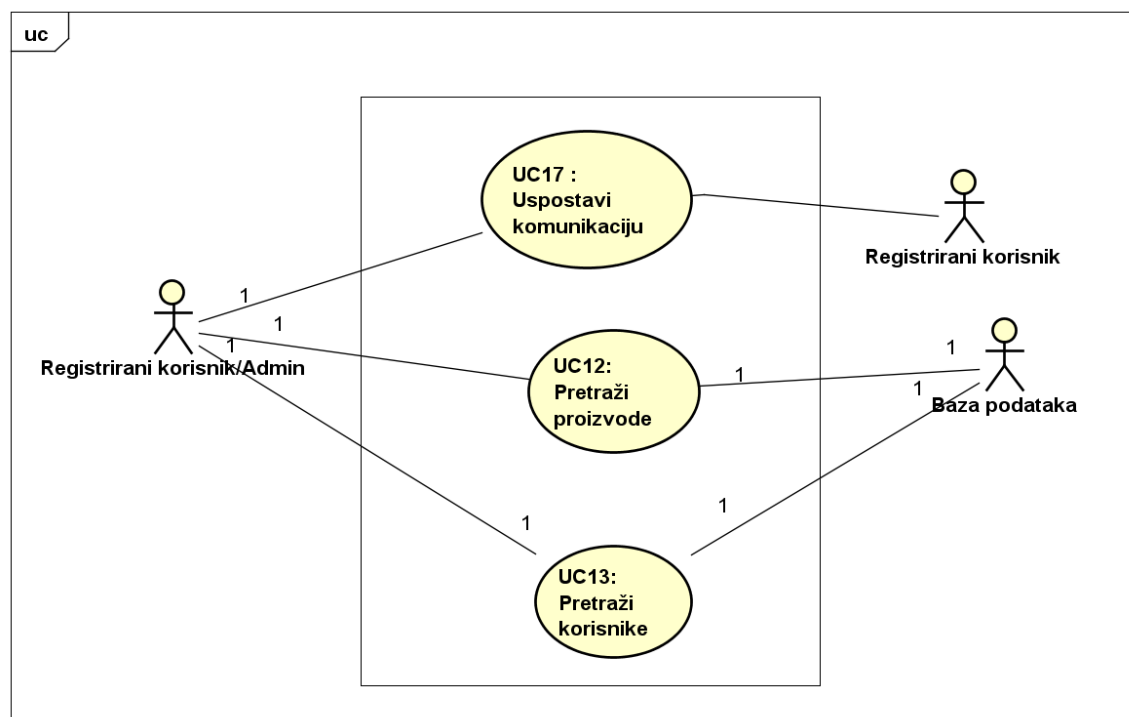 uc
UC17 :
Uspostavi
komunikaciju
Registrirani korisnik
1
1
1
Registrirani korisnik/Admin
UC12:
Pretraži
proizvode
1
1
1
Baza podataka
1
1
UC13:
Pretraži
korisnike